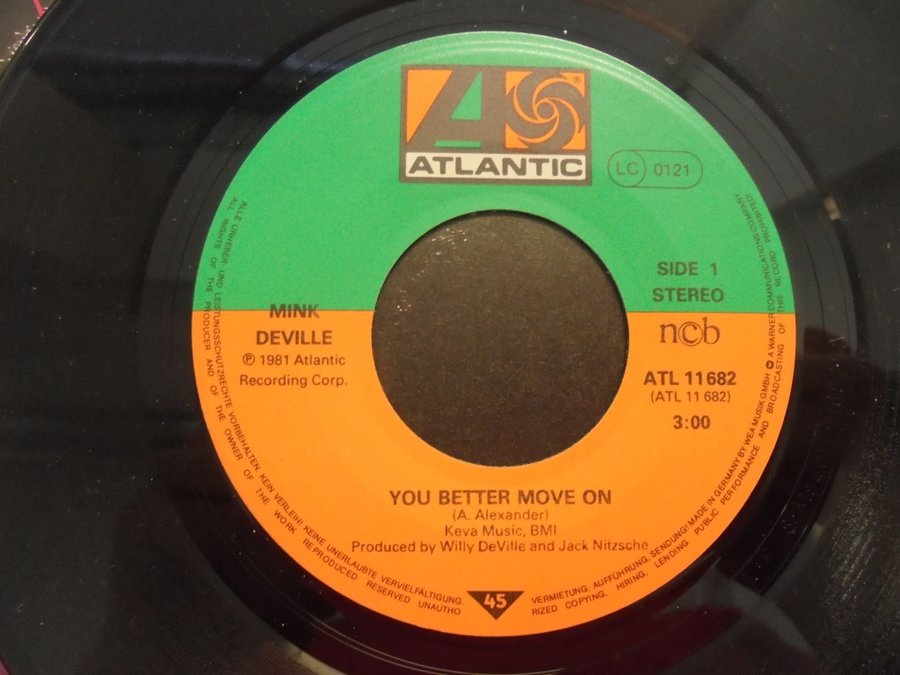 ATLANTIC
®
LC 0121
SIDE 1
STEREO
ncb
MINK
DEVILLE
℗ 1981 Atlantic
Recording Corp.
ATL 11 682
(ATL 11 682)
3:00
YOU BETTER MOVE ON
(A. Alexander)
Keva Music, BMI
Produced by Willy DeVille and Jack Nitzsche
45
ALLE URHEBER- UND LEISTUNGSSCHUTZRECHTE VORBEHALTEN. KEIN VERLEIH! KEINE UNERLAUBTE VERVIELFÄLTIGUNG, VERMIETUNG, AUFFÜHRUNG, SENDUNG! MADE IN GERMANY BY WEA MUSIK GMBH A WARNER COMMUNICATIONS COMPANY
ALL RIGHTS OF THE PRODUCER AND OF THE OWNER OF THE WORK REPRODUCED RESERVED UNAUTHORIZED COPYING, HIRING, LENDING PUBLIC PERFORMANCE AND BROADCASTING OF THIS RECORD PROHIBITED!